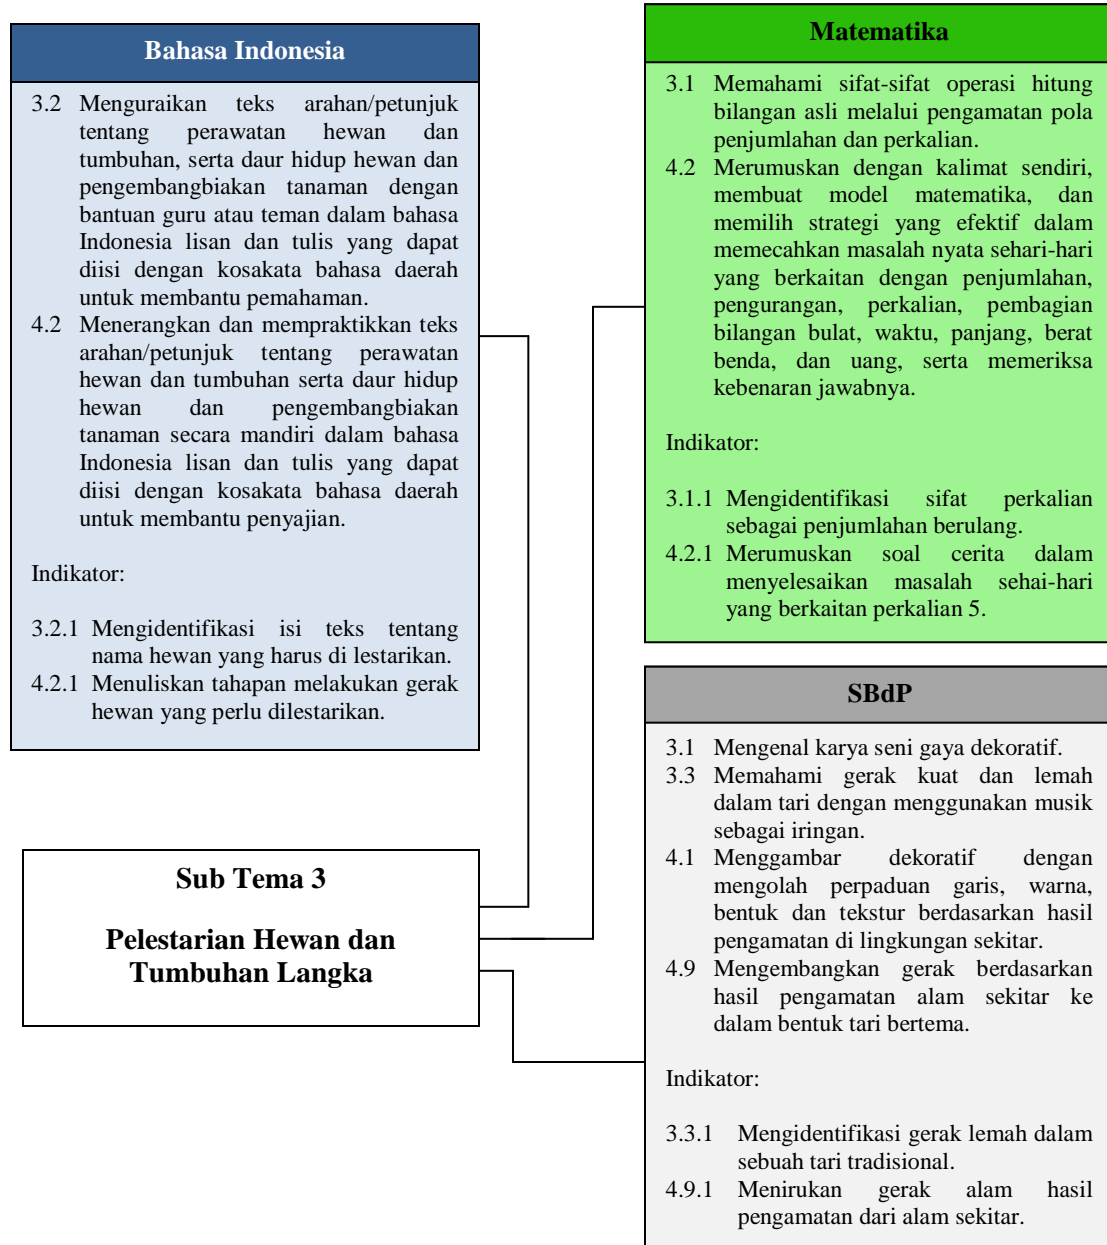 Bahasa Indonesia
3.2 Menguraikan teks arahan/petunjuk
tentang perawatan hewan dan
tumbuhan, serta daur hidup hewan dan
pengembangbiakan tanaman dengan
bantuan guru atau teman dalam bahasa
Indonesia lisan dan tulis yang dapat
diisi dengan kosakata bahasa daerah
untuk membantu pemahaman.
4.2 Menerangkan dan mempraktikkan teks
arahan/petunjuk tentang perawatan
hewan dan tumbuhan serta daur hidup
hewan dan pengembangbiakan
tanaman secara mandiri dalam bahasa
Indonesia lisan dan tulis yang dapat
diisi dengan kosakata bahasa daerah
untuk membantu penyajian.
Indikator:
3.2.1 Mengidentifikasi isi teks tentang
nama hewan yang harus di lestarikan.
4.2.1 Menuliskan tahapan melakukan gerak
hewan yang perlu dilestarikan.
Matematika
3.1 Memahami sifat-sifat operasi hitung
bilangan asli melalui pengamatan pola
penjumlahan dan perkalian.
4.2 Merumuskan dengan kalimat sendiri,
membuat model matematika, dan
memilih strategi yang efektif dalam
memecahkan masalah nyata sehari-hari
yang berkaitan dengan penjumlahan,
pengurangan, perkalian, pembagian
bilangan bulat, waktu, panjang, berat
benda, dan uang, serta memeriksa
kebenaran jawabnya.
Indikator:
3.1.1 Mengidentifikasi sifat perkalian
sebagai penjumlahan berulang.
4.2.1 Merumuskan soal cerita dalam
menyelesaikan masalah sehai-hari
yang berkaitan perkalian 5.
Sub Tema 3
Pelestarian Hewan dan
Tumbuhan Langka
SBdP
3.1 Mengenal karya seni gaya dekoratif.
3.3 Memahami gerak kuat dan lemah
dalam tari dengan menggunakan musik
sebagai iringan.
4.1 Menggambar dekoratif dengan
mengolah perpaduan garis, warna,
bentuk dan tekstur berdasarkan hasil
pengamatan di lingkungan sekitar.
4.9 Mengembangkan gerak berdasarkan
hasil pengamatan alam sekitar ke
dalam bentuk tari bertema.
Indikator:
3.3.1 Mengidentifikasi gerak lemah dalam
sebuah tari tradisional.
4.9.1 Menirukan gerak alam hasil
pengamatan dari alam sekitar.